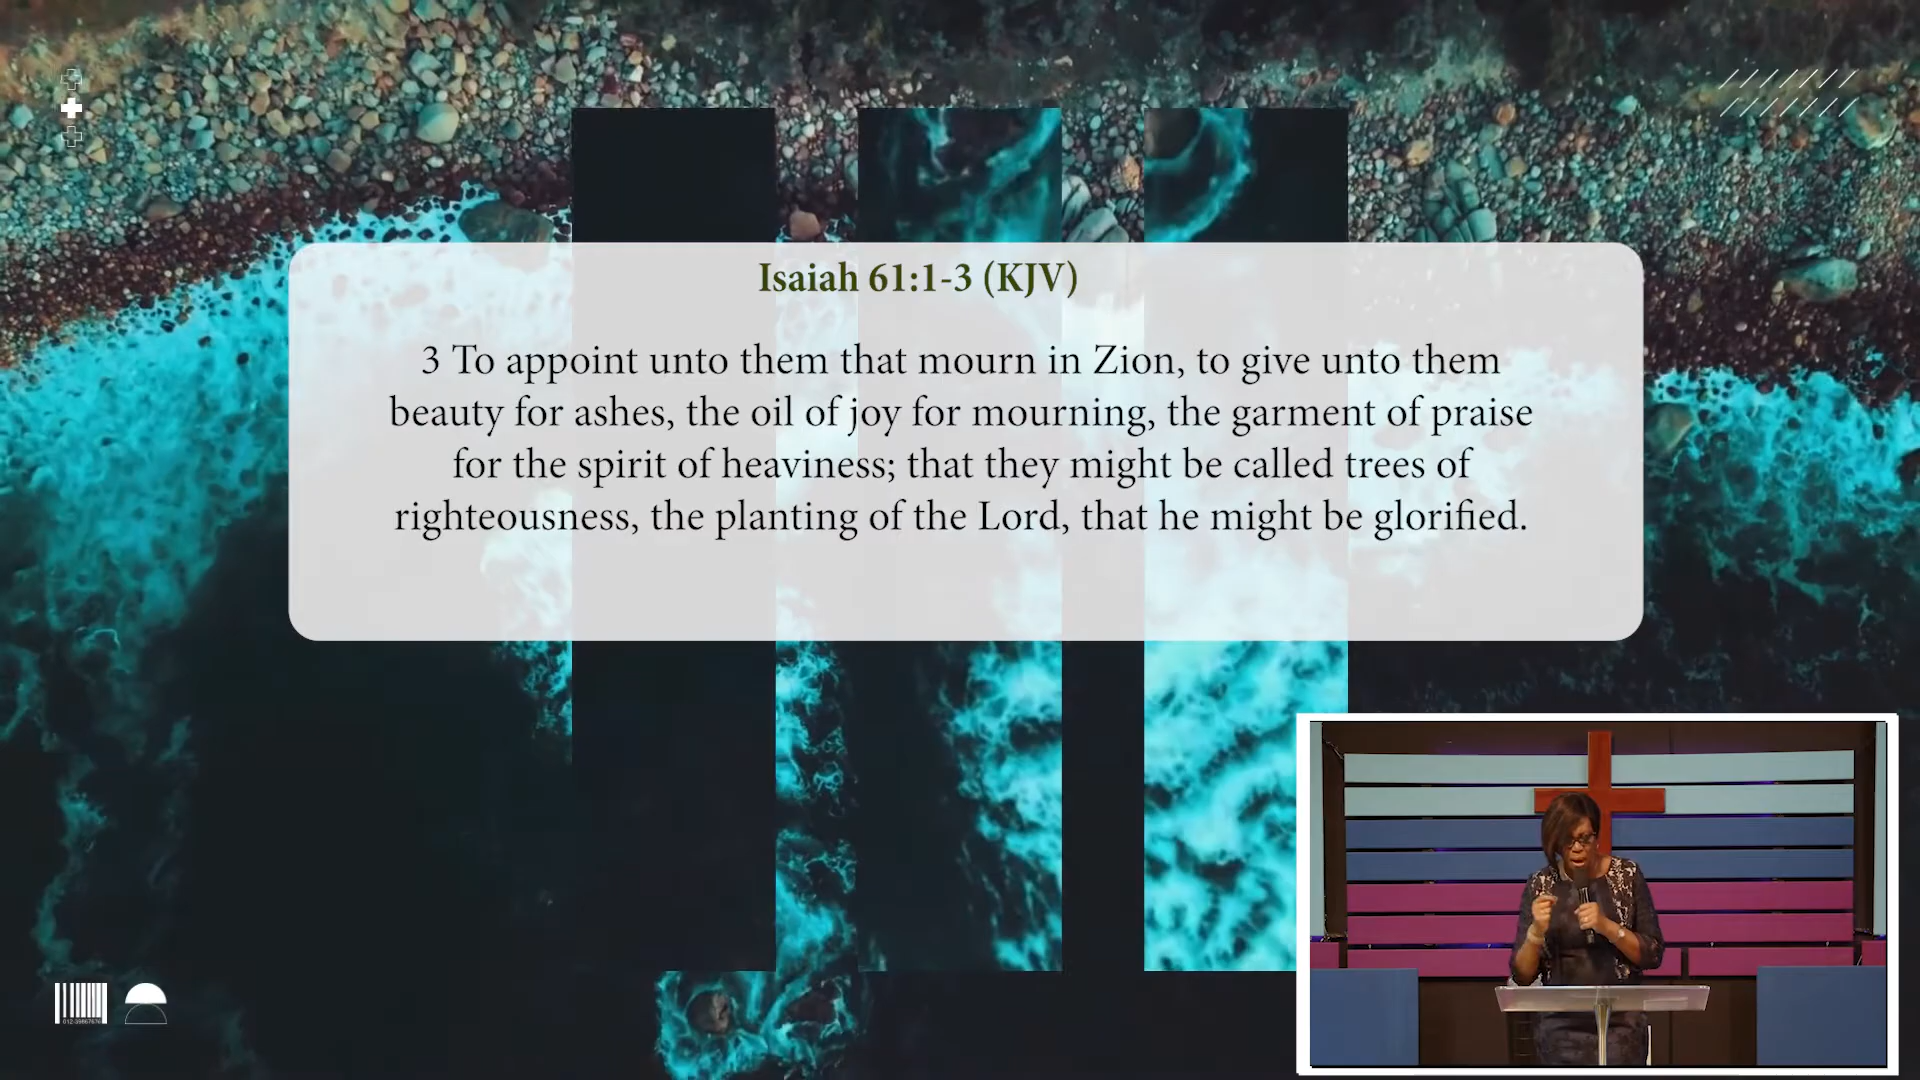 Isaiah 61:1-3 (KJV)
3 To appoint unto them that mourn in Zion, to give unto them
beauty for ashes, the oil of joy for mourning, the garment of praise
for the spirit of heaviness; that they might be called trees of
righteousness, the planting of the Lord, that he might be glorified.